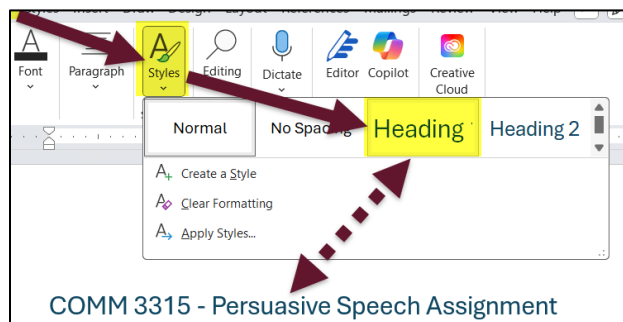 Font Paragraph Styles Editing Dictate Editor Copilot Creative Cloud
Normal No Spacing Heading Heading 2
Create a Style
Clear Formatting
Apply Styles...
COMM 3315 - Persuasive Speech Assignment